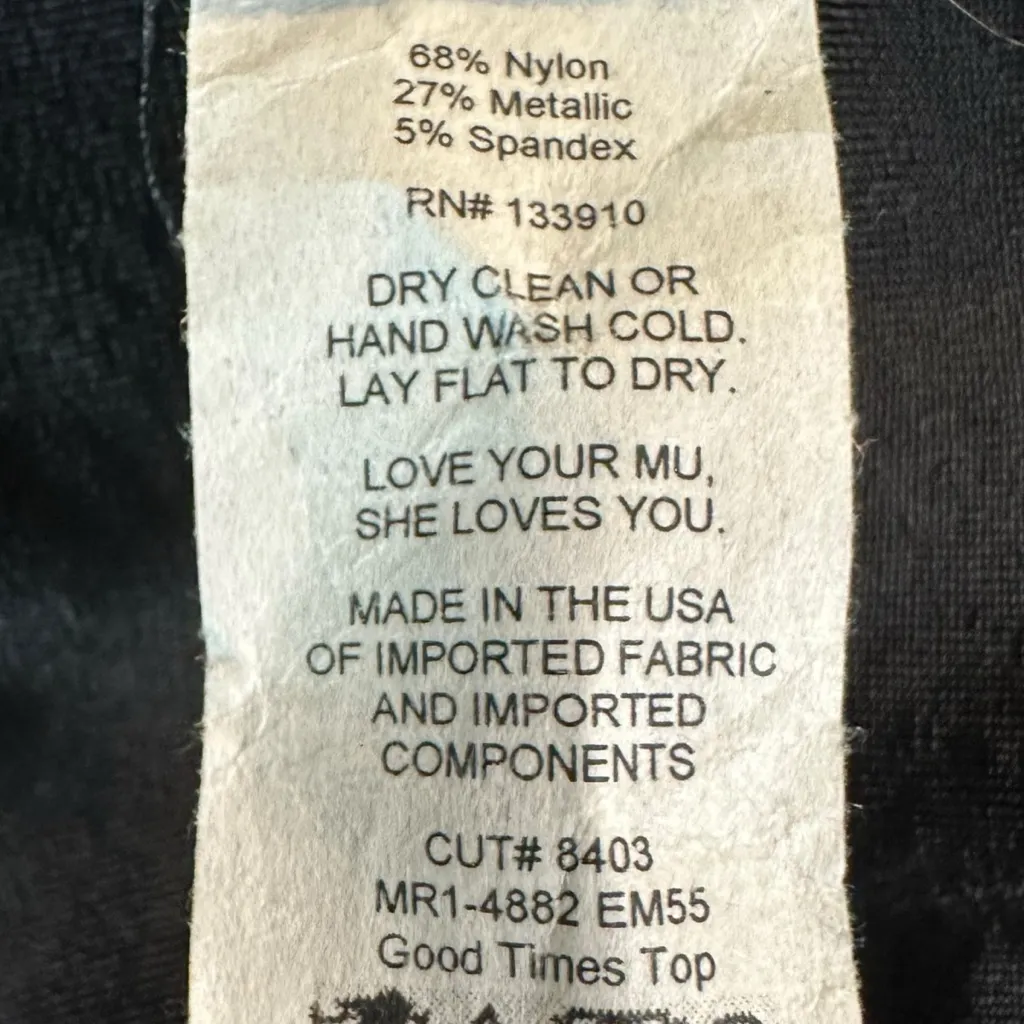 68% Nylon
27% Metallic
5% Spandex
RN# 133910
DRY CLEAN OR
HAND WASH COLD.
LAY FLAT TO DRY.
LOVE YOUR MU,
SHE LOVES YOU.
MADE IN THE USA
OF IMPORTED FABRIC
AND IMPORTED
COMPONENTS
CUT# 8403
MR1-4882 EM55
Good Times Top